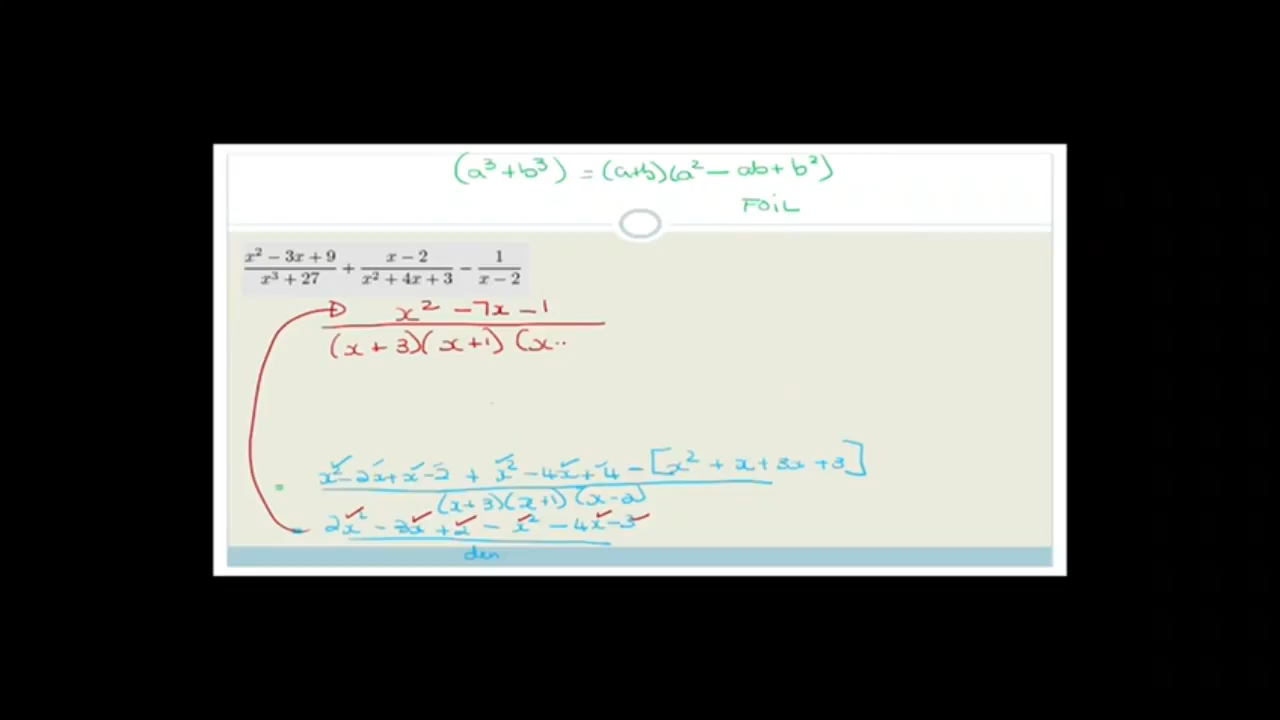 (a³ + b³) = (a+b)(a² − ab + b²)
FOIL
x² − 3x + 9 / x³ + 27 + x − 2 / x² + 4x + 3 − 1 / x − 2
x² − 7x − 1
(x + 3)(x + 1)(x..
x² − 2x + x − 2 + x² − 4x + 4 − [x² + x + 3x + 3]
(x + 3)(x + 1)(x − 2)
= 2x² − 3x + 2 − x² − 4x − 3
den